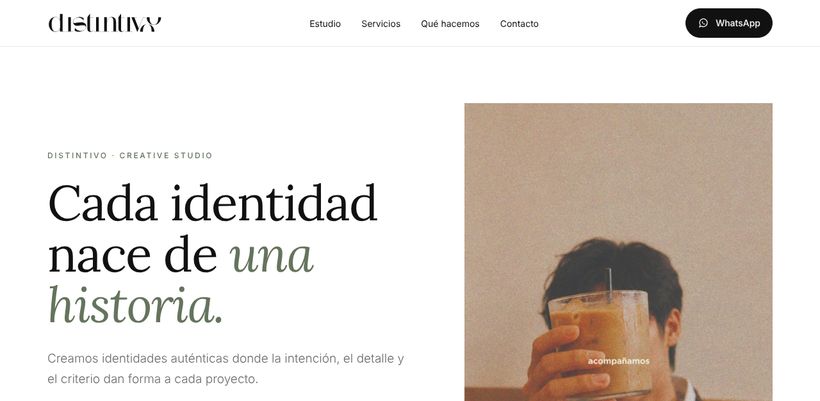 distintivx
Estudio
Servicios
Qué hacemos
Contacto
WhatsApp
DISTINTIVO · CREATIVE STUDIO
Cada identidad
nace de una
historia.
Creamos identidades auténticas donde la intención, el detalle y
el criterio dan forma a cada proyecto.
acompañamos